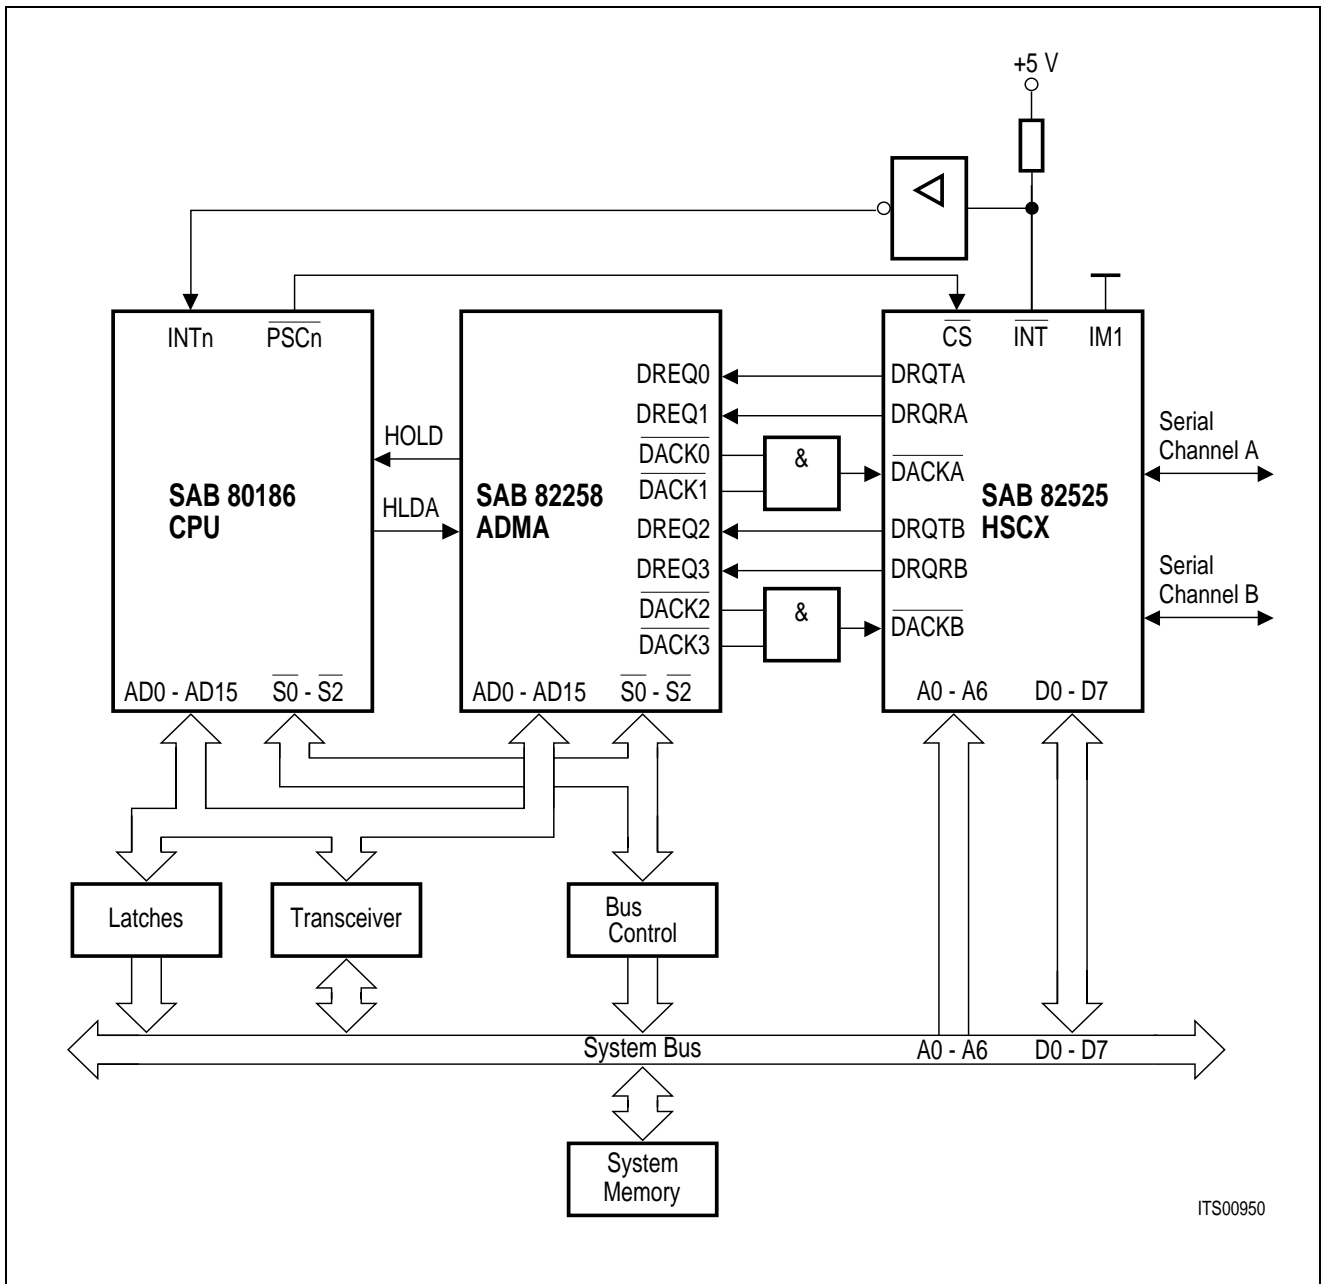 +5 V
INTn
PSCn
CS
INT
IM1
DREQ0
DRQTA
DREQ1
DRQRA
Serial
Channel A
HOLD
DACK0
&
DACKA
DACK1
SAB 80186
CPU
SAB 82258
ADMA
SAB 82525
HSCX
HLDA
DREQ2
DRQTB
DREQ3
DRQRB
Serial
Channel B
DACK2
&
DACKB
DACK3
AD0 - AD15
S0 - S2
AD0 - AD15
S0 - S2
A0 - A6
D0 - D7
Latches
Transceiver
Bus
Control
System Bus
A0 - A6
D0 - D7
System
Memory
ITS00950